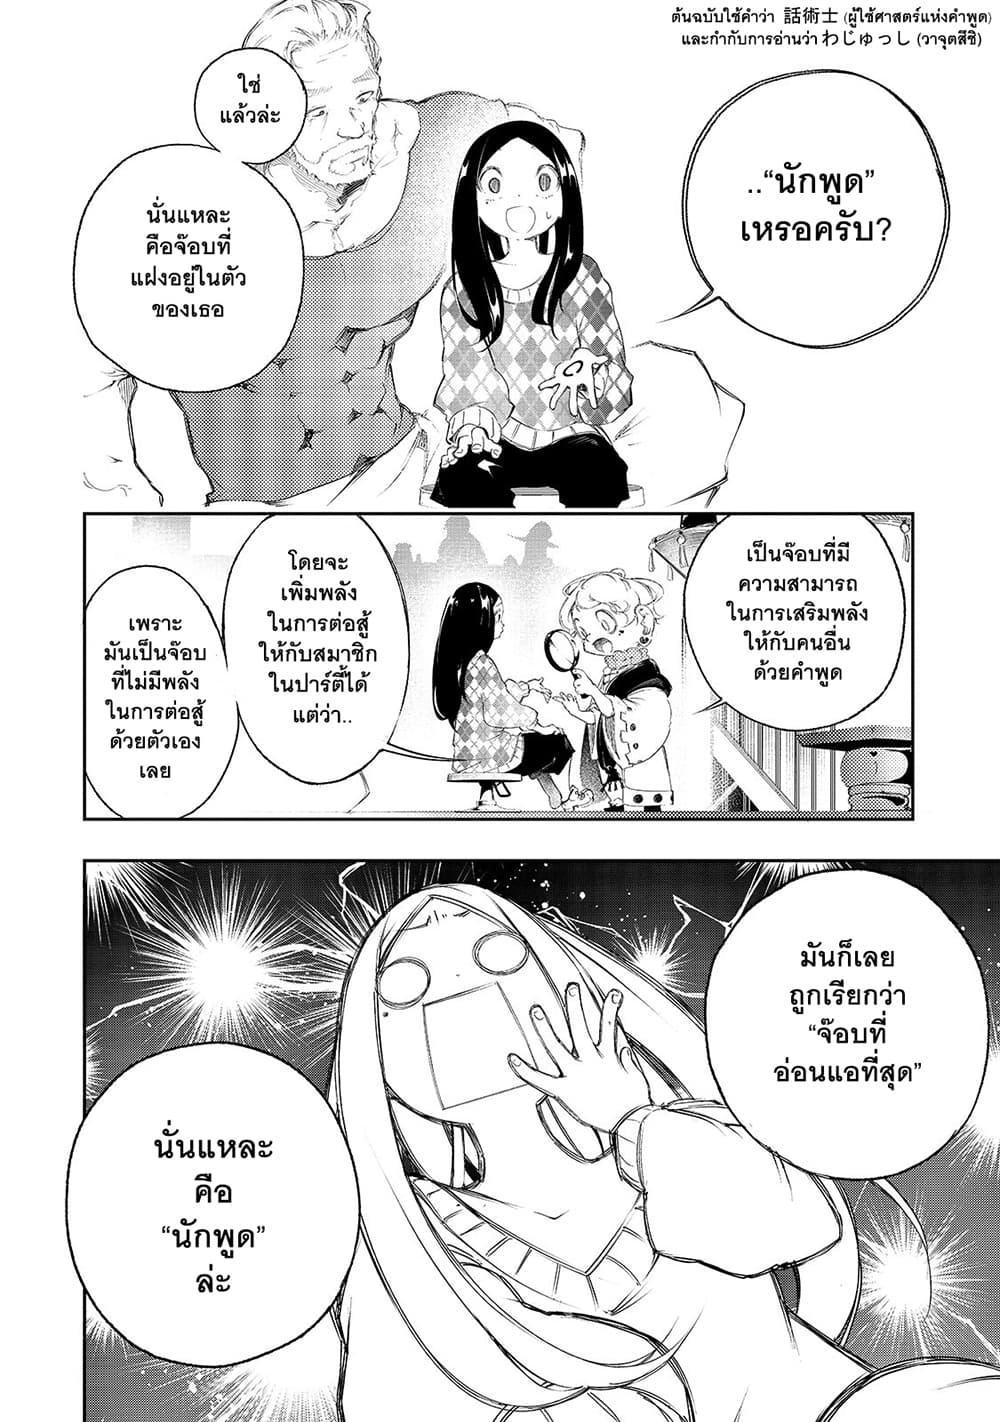 ต้นฉบับใช้คำว่า 話術士 (ผู้ใช้ศาสตร์แห่งคำพูด)
และกำกับการอ่านว่า わじゅっし (วาจุตสึชิ)
.."นักพูด"
เหรอครับ?
ใช่
แล้วล่ะ
นั่นแหละ
คือจ๊อบที่
แฝงอยู่ในตัว
ของเธอ
เป็นจ๊อบที่มี
ความสามารถ
ในการเสริมพลัง
ให้กับคนอื่น
ด้วยคำพูด
โดยจะ
เพิ่มพลัง
ในการต่อสู้
ให้กับสมาชิก
ในปาร์ตี้ได้
แต่ว่า..
เพราะ
มันเป็นจ๊อบ
ที่ไม่มีพลัง
ในการต่อสู้
ด้วยตัวเอง
เลย
มันก็เลย
ถูกเรียกว่า
"จ๊อบที่
อ่อนแอที่สุด"
นั่นแหละ
คือ
"นักพูด"
ล่ะ